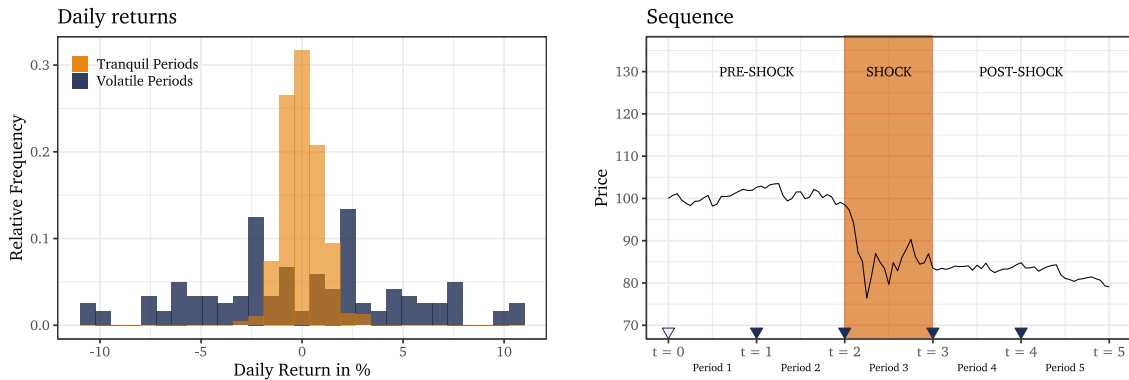 Daily returns
Tranquil Periods
Volatile Periods
Relative Frequency
0.3
0.2
0.1
0.0
-10
-5
0
5
10
Daily Return in %
Sequence
PRE-SHOCK
SHOCK
POST-SHOCK
Price
130
120
110
100
90
80
70
t = 0
t = 1
t = 2
t = 3
t = 4
t = 5
Period 1
Period 2
Period 3
Period 4
Period 5